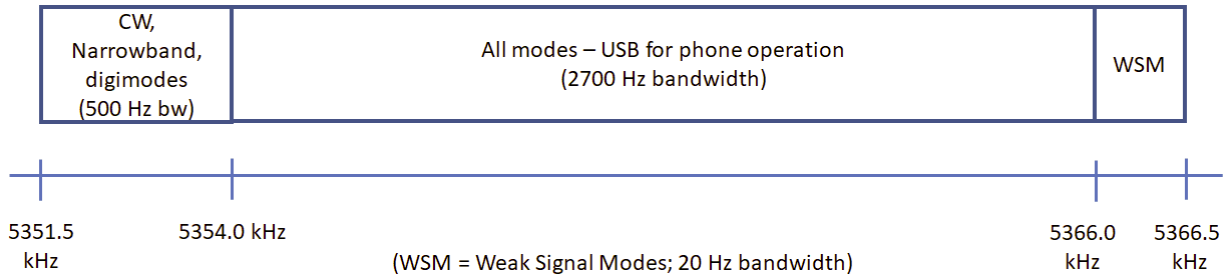 CW,
Narrowband,
digimodes
(500 Hz bw)
All modes – USB for phone operation
(2700 Hz bandwidth)
WSM
5351.5
kHz
5354.0 kHz
5366.0
kHz
5366.5
kHz
(WSM = Weak Signal Modes; 20 Hz bandwidth)